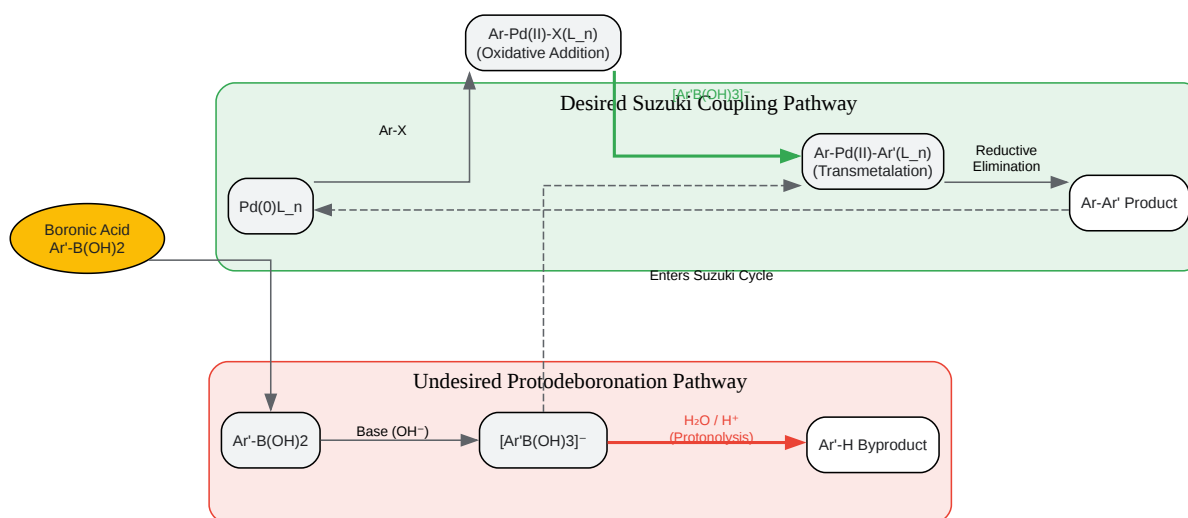 Ar-Pd(II)-X(L_n)
(Oxidative Addition)
[Ar'B(OH)3]⁻
Desired Suzuki Coupling Pathway
Ar-X
Ar-Pd(II)-Ar'(L_n)
(Transmetalation)
Reductive
Elimination
Pd(0)L_n
Ar-Ar' Product
Boronic Acid
Ar'-B(OH)2
Enters Suzuki Cycle
Undesired Protodeboronation Pathway
Ar'-B(OH)2
Base (OH⁻)
[Ar'B(OH)3]⁻
H₂O / H⁺
(Protonolysis)
Ar'-H Byproduct